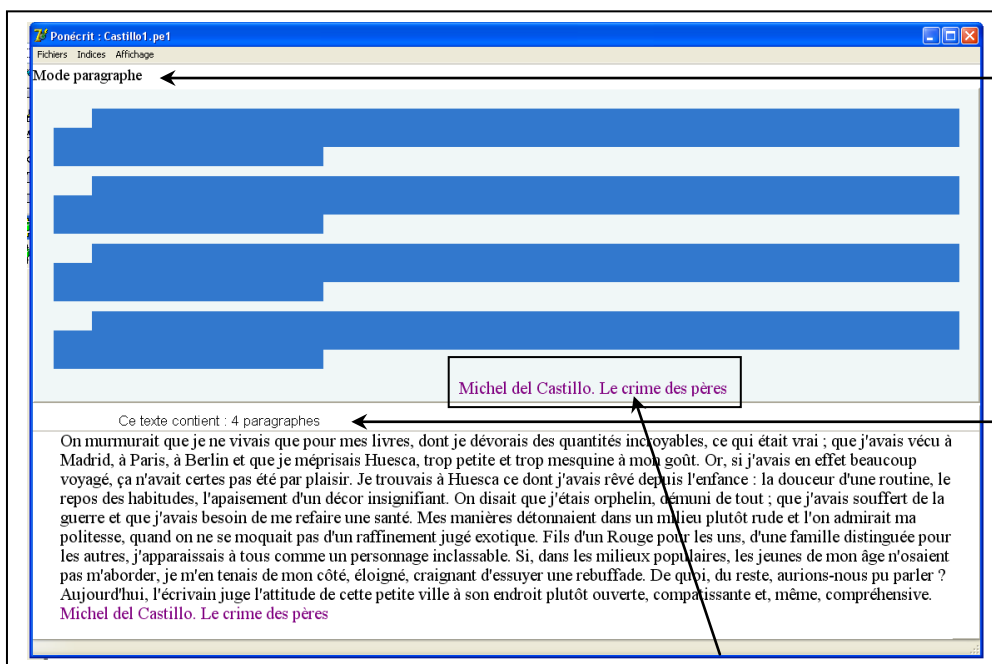 Ponécrit : Castillo1.pe1
Fichiers Indices Affichage
Mode paragraphe
Michel del Castillo. Le crime des pères
Ce texte contient : 4 paragraphes
On murmurait que je ne vivais que pour mes livres, dont je dévorais des quantités incroyables, ce qui était vrai ; que j'avais vécu à
Madrid, à Paris, à Berlin et que je méprisais Huesca, trop petite et trop mesquine à mon goût. Or, si j'avais en effet beaucoup
voyagé, ça n'avait certes pas été par plaisir. Je trouvais à Huesca ce dont j'avais rêvé depuis l'enfance : la douceur d'une routine, le
repos des habitudes, l'apaisement d'un décor insignifiant. On disait que j'étais orphelin, démuni de tout ; que j'avais souffert de la
guerre et que j'avais besoin de me refaire une santé. Mes manières détonnaient dans un milieu plutôt rude et l'on admirait ma
politesse, quand on ne se moquait pas d'un raffinement jugé exotique. Fils d'un Rouge pour les uns, d'une famille distinguée pour
les autres, j'apparaissais à tous comme un personnage inclassable. Si, dans les milieux populaires, les jeunes de mon âge n'osaient
pas m'aborder, je m'en tenais de mon côté, éloigné, craignant d'essuyer une rebuffade. De quoi, du reste, aurions-nous pu parler ?
Aujourd'hui, l'écrivain juge l'attitude de cette petite ville à son endroit plutôt ouverte, compatissante et, même, compréhensive.
Michel del Castillo. Le crime des pères